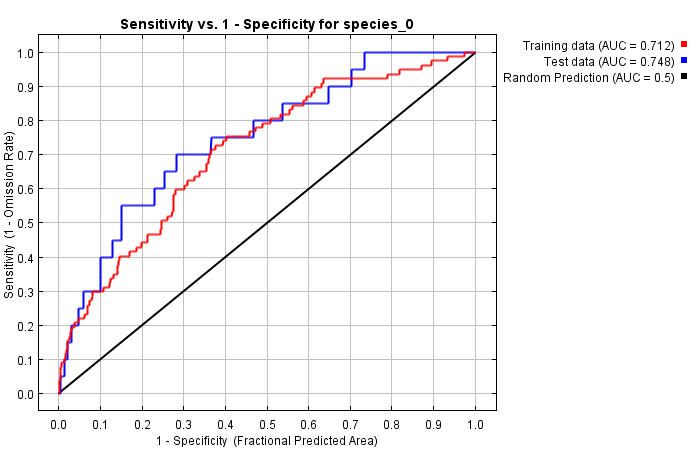 Sensitivity vs. 1 - Specificity for species_0
Training data (AUC = 0.712)
Test data (AUC = 0.748)
Random Prediction (AUC = 0.5)
Sensitivity (1 - Omission Rate)
1.0
0.9
0.8
0.7
0.6
0.5
0.4
0.3
0.2
0.1
0.0
0.0 0.1 0.2 0.3 0.4 0.5 0.6 0.7 0.8 0.9 1.0
1 - Specificity (Fractional Predicted Area)